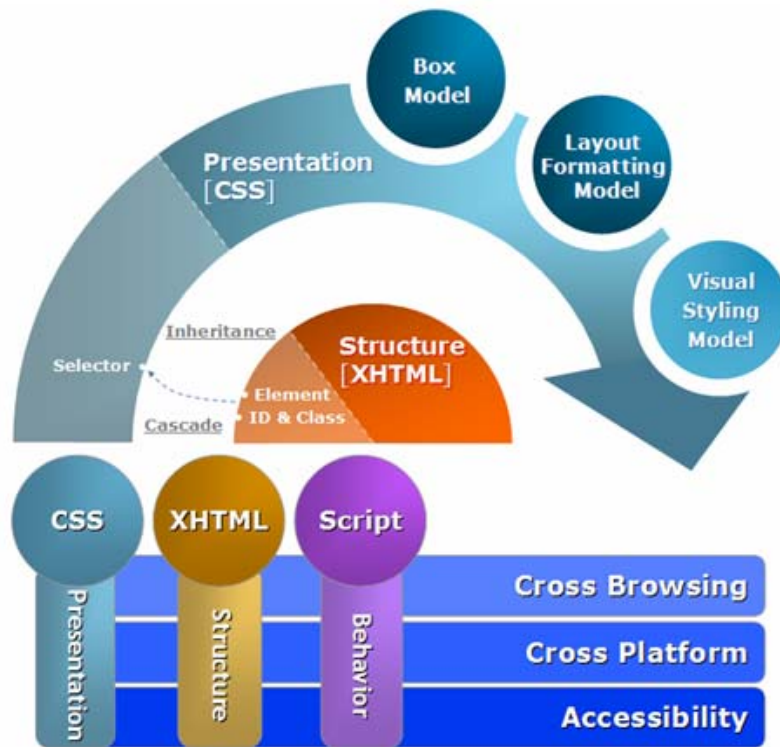 Box
Model
Layout
Formatting
Model
Visual
Styling
Model
Presentation
[CSS]
Inheritance
Structure
[XHTML]
Selector
Element
ID & Class
Cascade
CSS
XHTML
Script
Presentation
Structure
Behavior
Cross Browsing
Cross Platform
Accessibility